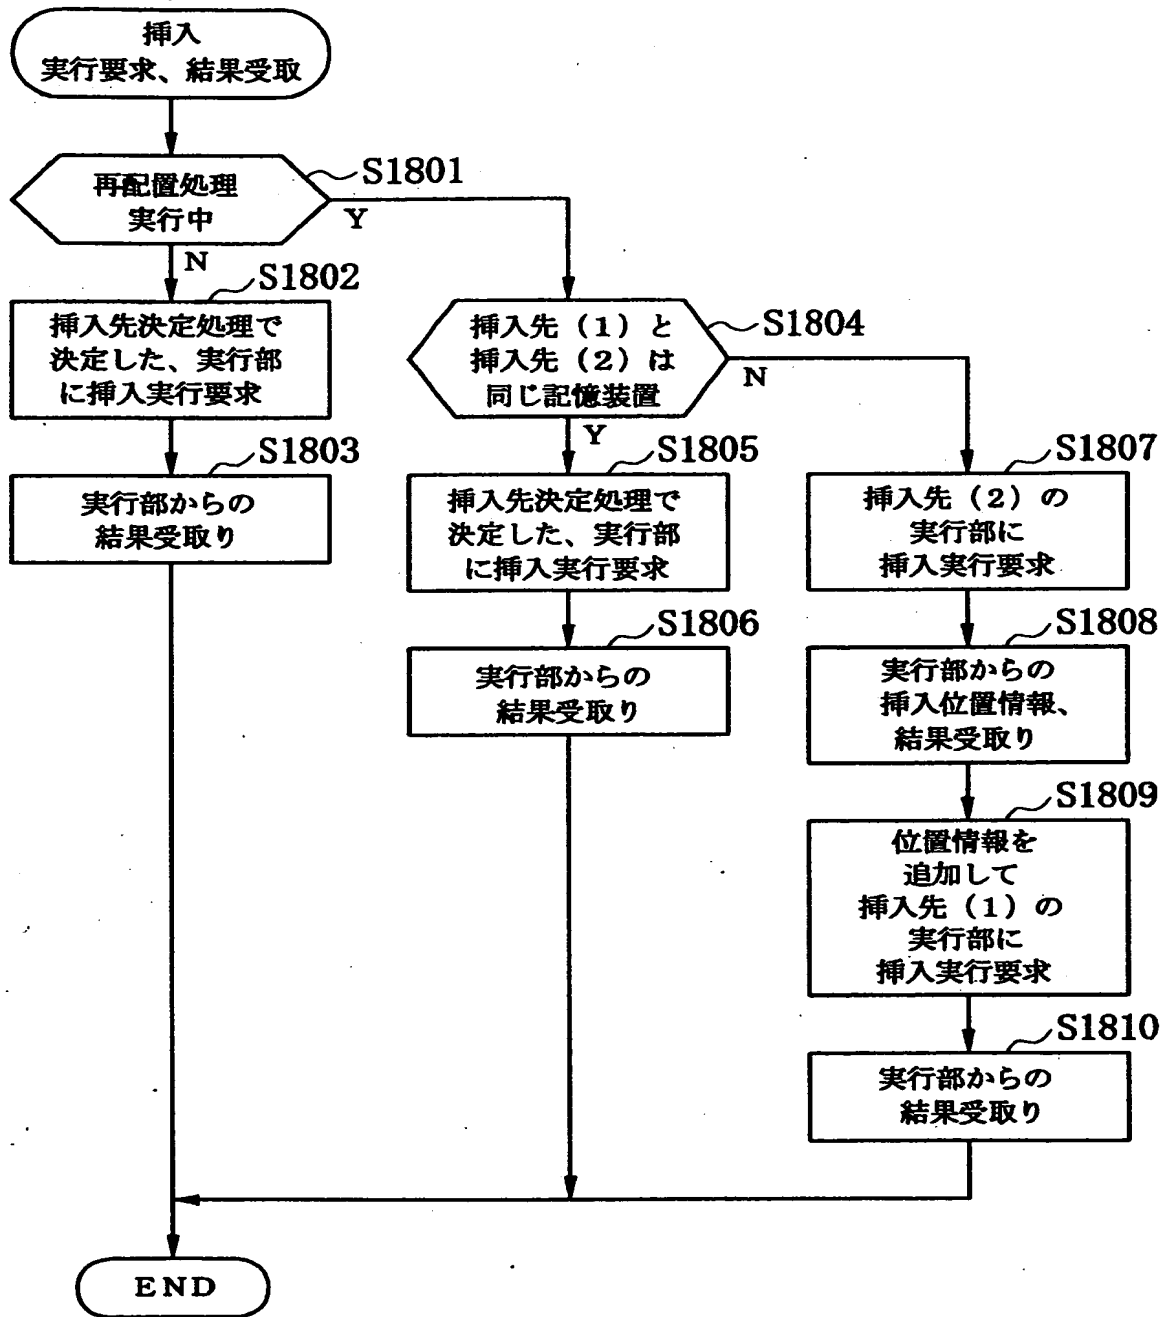 挿入
実行要求、結果受取
再配置処理
実行中
S1801
Y
N
S1802
挿入先決定処理で
決定した、実行部
に挿入実行要求
S1803
実行部からの
結果受取り
挿入先（1）と
挿入先（2）は
同じ記憶装置
S1804
N
Y
S1805
挿入先決定処理で
決定した、実行部
に挿入実行要求
S1806
実行部からの
結果受取り
S1807
挿入先（2）の
実行部に
挿入実行要求
S1808
実行部からの
挿入位置情報、
結果受取り
S1809
位置情報を
追加して
挿入先（1）の
実行部に
挿入実行要求
S1810
実行部からの
結果受取り
END